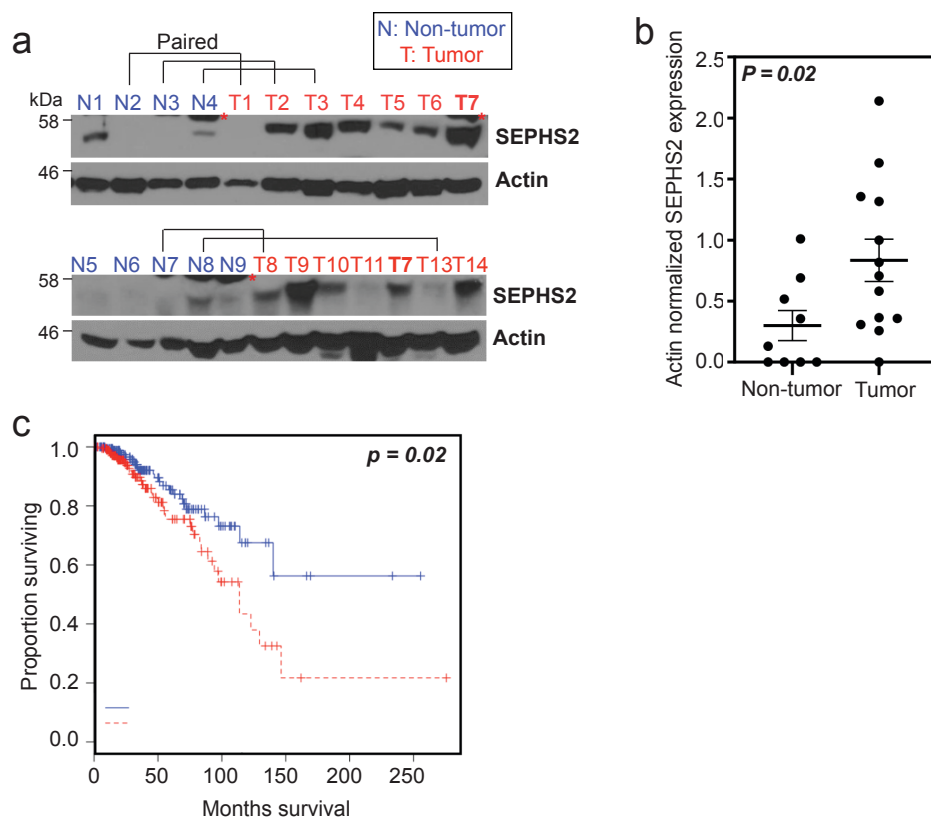 a
Paired
N: Non-tumor
T: Tumor
kDa N1 N2 N3 N4 T1 T2 T3 T4 T5 T6 T7
58
*
*
SEPHS2
46
Actin
N5 N6 N7 N8 N9 T8 T9 T10 T11 T7 T13 T14
58
*
SEPHS2
46
Actin
b
P = 0.02
Actin normalized SEPHS2 expression
2.5
2.0
1.5
1.0
0.5
0.0
Non-tumor Tumor
c
p = 0.02
Proportion surviving
1.0
0.8
0.6
0.4
0.2
0.0
0 50 100 150 200 250
Months survival